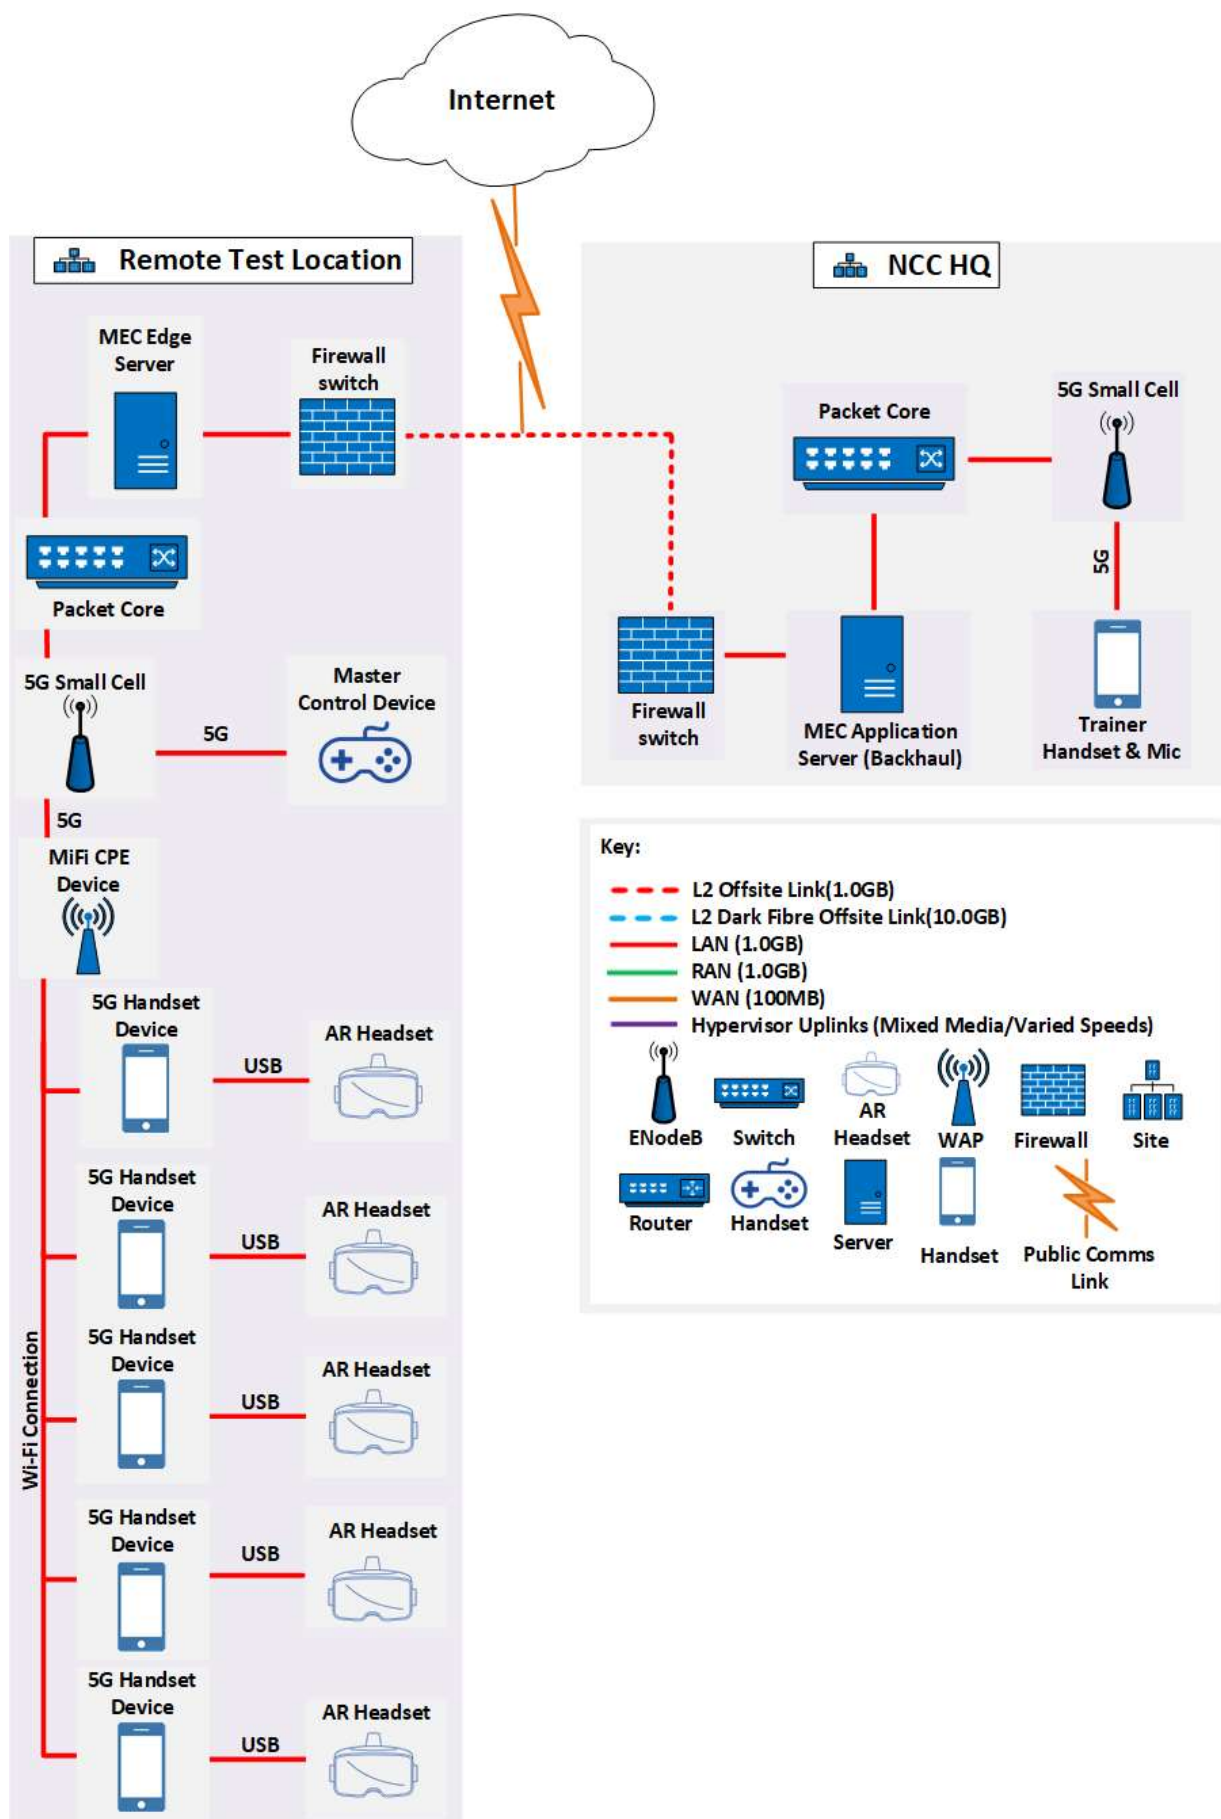 Internet
Remote Test Location
MEC Edge
Server
Firewall
switch
Packet Core
5G Small Cell
5G
Master
Control Device
5G
MiFi CPE
Device
Wi-Fi Connection
5G Handset
Device
USB
AR Headset
5G Handset
Device
USB
AR Headset
5G Handset
Device
USB
AR Headset
5G Handset
Device
USB
AR Headset
5G Handset
Device
USB
AR Headset
NCC HQ
Packet Core
5G Small Cell
5G
Firewall
switch
MEC Application
Server (Backhaul)
Trainer
Handset & Mic
Key:
L2 Offsite Link(1.0GB)
L2 Dark Fibre Offsite Link(10.0GB)
LAN (1.0GB)
RAN (1.0GB)
WAN (100MB)
Hypervisor Uplinks (Mixed Media/Varied Speeds)
ENodeB
Switch
AR
Headset
WAP
Firewall
Site
Router
Handset
Server
Handset
Public Comms
Link